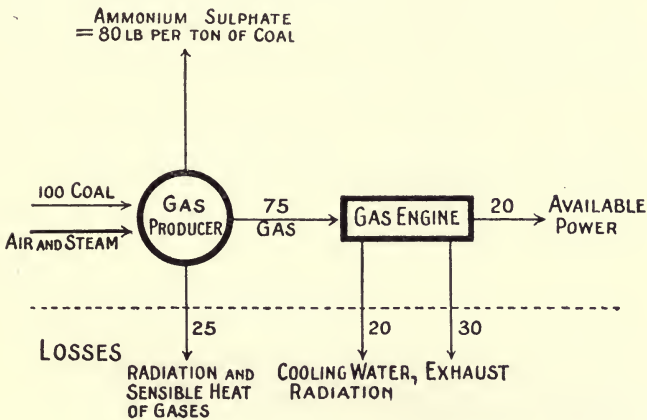 AMMONIUM SULPHATE
= 80 LB PER TON OF COAL
100 COAL
AIR AND STEAM
GAS
PRODUCER
75
GAS
GAS ENGINE
20
AVAILABLE
POWER
LOSSES
25
20
30
RADIATION AND
SENSIBLE HEAT
OF GASES
COOLING WATER, EXHAUST
RADIATION